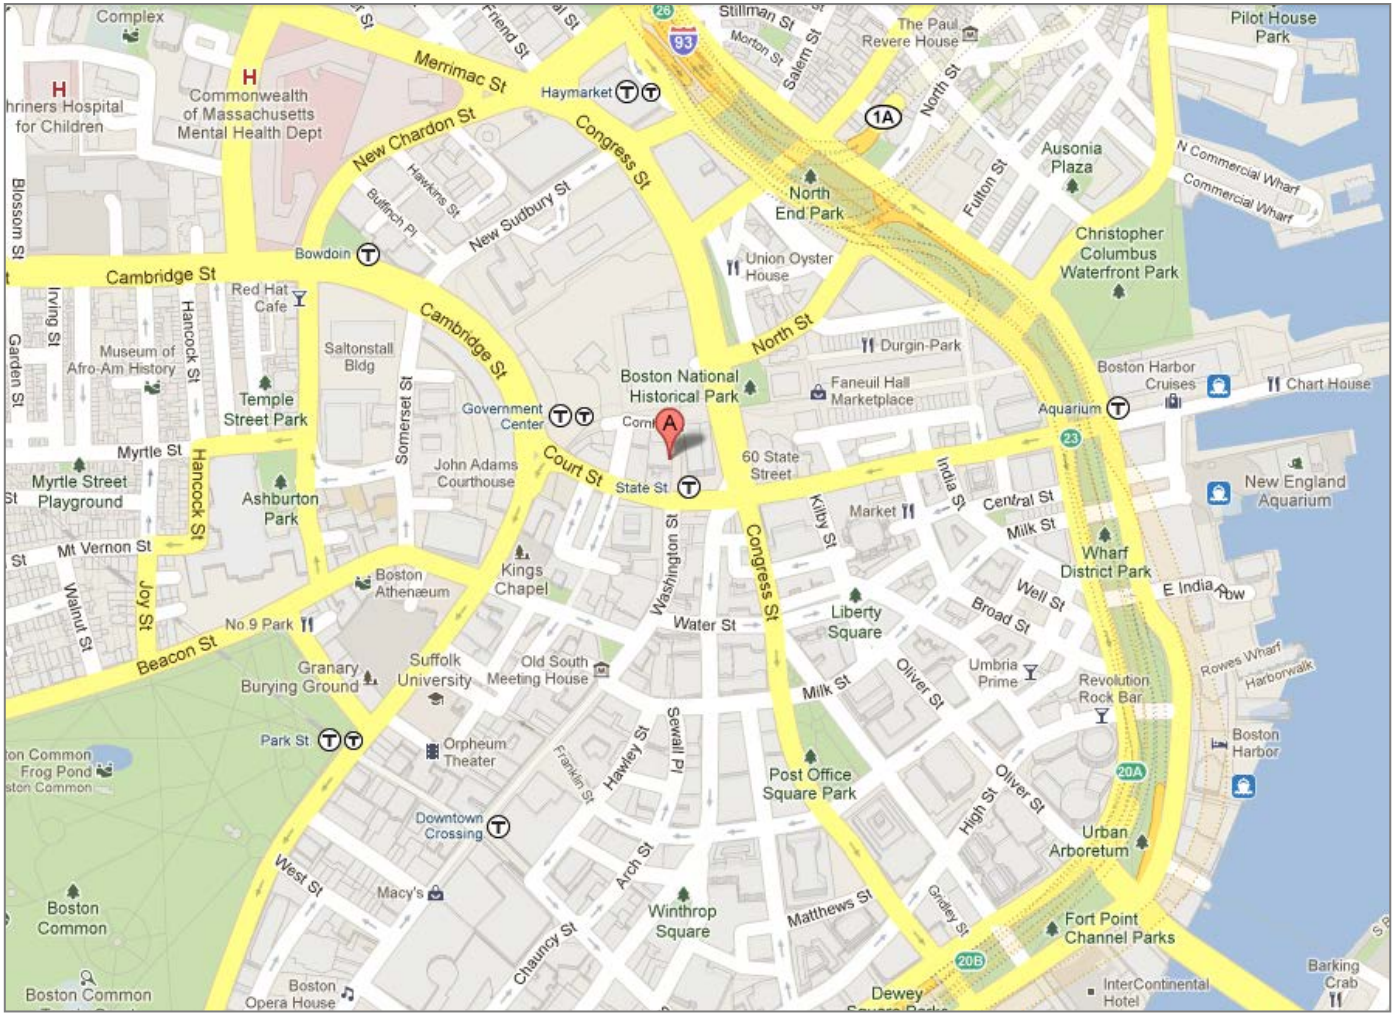 Complex
H
hriners Hospital
for Children
H
Commonwealth
of Massachusetts
Mental Health Dept
Merrimac St
Friend St
26
93
Stillman St
Morton St
Salem St
The Paul
Revere House
Pilot House
Park
Haymarket
T
T
New Chardon St
Congress St
1A
North St
Ausonia
Plaza
N Commercial Wharf
Commercial Wharf
Blossom St
Hawkins St
Bulfinch Pl
New Sudbury St
North
End Park
Fulton St
Christopher
Columbus
Waterfront Park
Bowdoin
T
Union Oyster
House
t
Cambridge St
Irving St
Hancock St
Red Hat
Cafe
Cambridge St
North St
Durgin-Park
Garden St
Museum of
Afro-Am History
Saltonstall
Bldg
Somerset St
Boston National
Historical Park
Faneuil Hall
Marketplace
Boston Harbor
Cruises
Chart House
Temple
Street Park
Government
Center
T
T
A
Aquarium
T
23
Myrtle St
Hancock St
John Adams
Courthouse
Court St
State St
T
60 State
Street
Myrtle Street
Playground
Ashburton
Park
India St
Central St
Milk St
New England
Aquarium
St
Kilby St
Market
Mt Vernon St
St
Kings
Chapel
Washington St
Congress St
Wharf
District Park
Joy St
Walnut St
Boston
Athenæum
Liberty
Square
Well St
Broad St
E India Row
No.9 Park
Water St
Beacon St
Granary
Burying Ground
Suffolk
University
Old South
Meeting House
Milk St
Oliver St
Umbria
Prime
Revolution
Rock Bar
Rowes Wharf
Harborwalk
Park St
T
T
Orpheum
Theater
Franklin St
Hawley St
Sewall Pl
Post Office
Square Park
Boston
Harbor
ton Common
Frog Pond
ston Common
20A
Downtown
Crossing
T
Oliver St
High St
Urban
Arboretum
West St
Macy's
Arch St
Winthrop
Square
Matthews St
Gridley St
Fort Point
Channel Parks
Boston
Common
Chauncy St
20B
Boston Common
Boston
Opera House
Dewey
InterContinental
Hotel
Barking
Crab